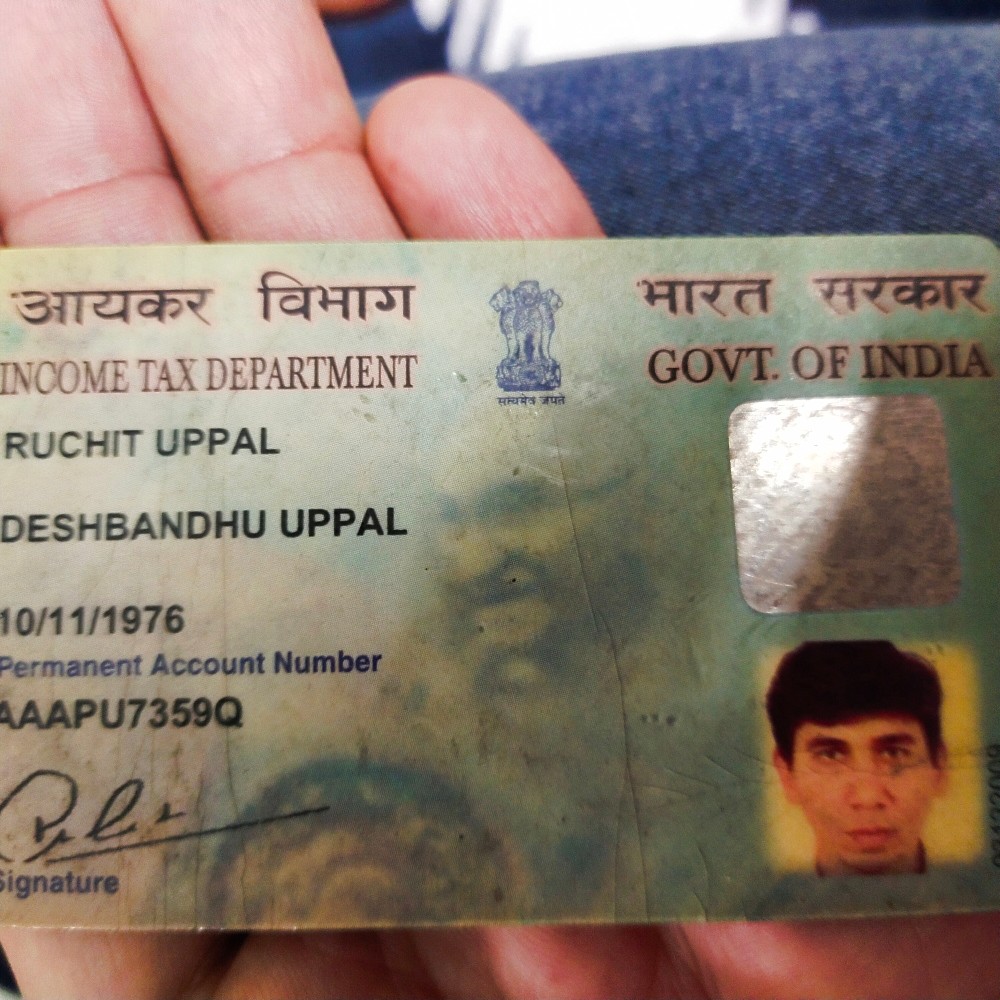 आयकर विभाग
INCOME TAX DEPARTMENT
सत्यमेव जयते
भारत सरकार
GOVT. OF INDIA
RUCHIT UPPAL
DESHBANDHU UPPAL
10/11/1976
Permanent Account Number
AAAPU7359Q
Signature